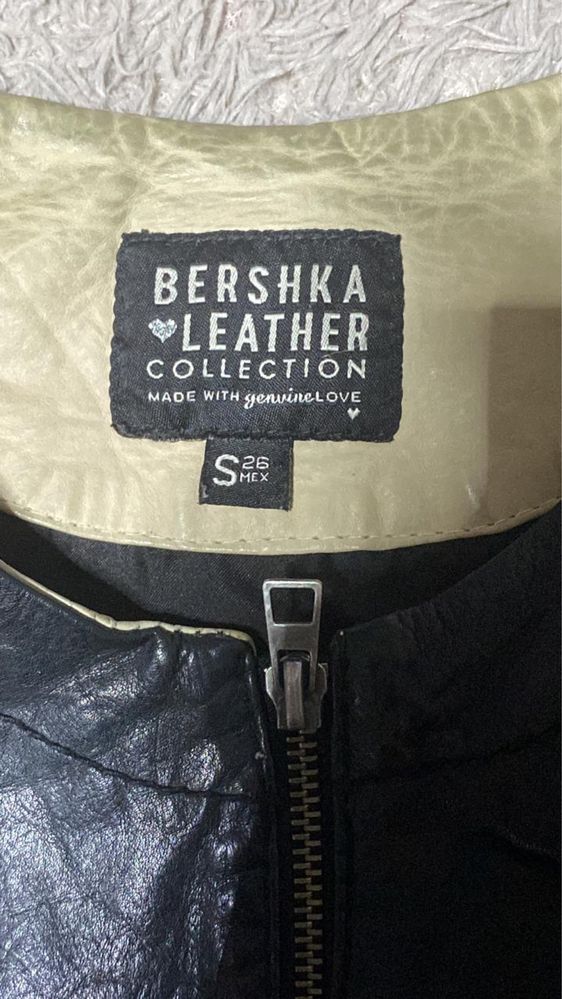 BERSHKA
LEATHER
COLLECTION
MADE WITH genuine LOVE
S 26
MEX